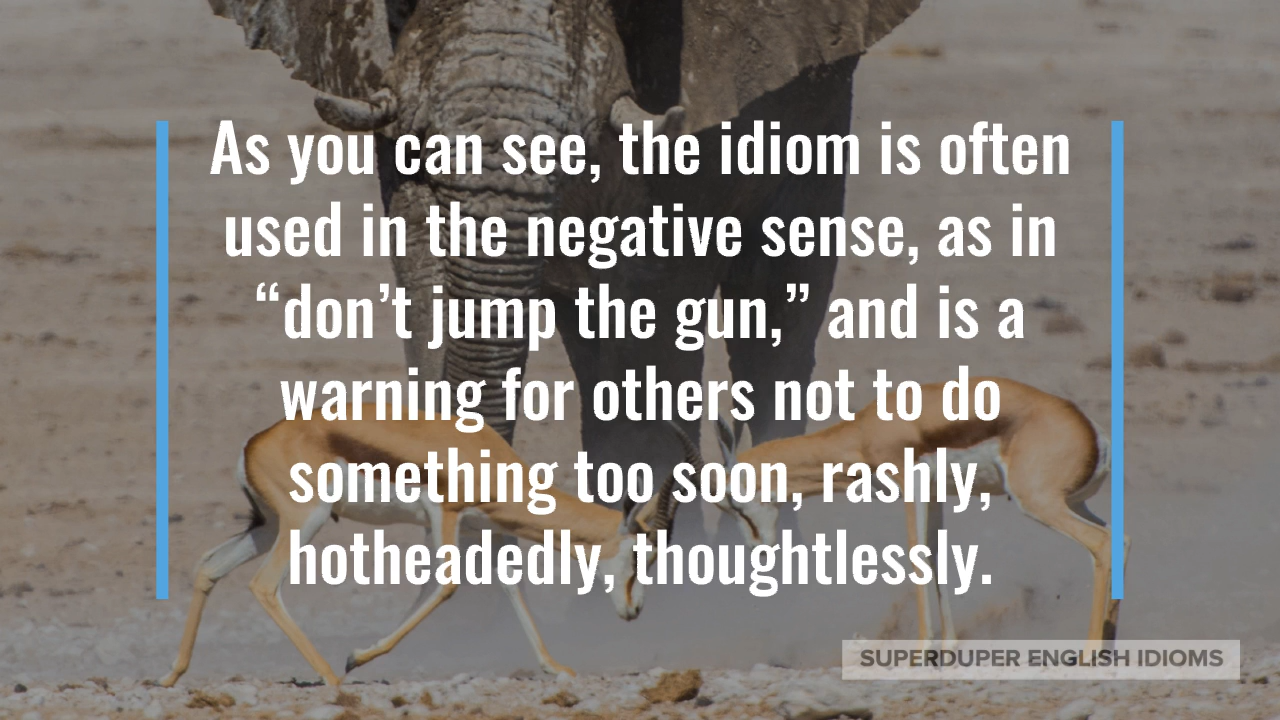 As you can see, the idiom is often
used in the negative sense, as in
“don’t jump the gun,” and is a
warning for others not to do
something too soon, rashly,
hotheadedly, thoughtlessly.
SUPERDUPER ENGLISH IDIOMS